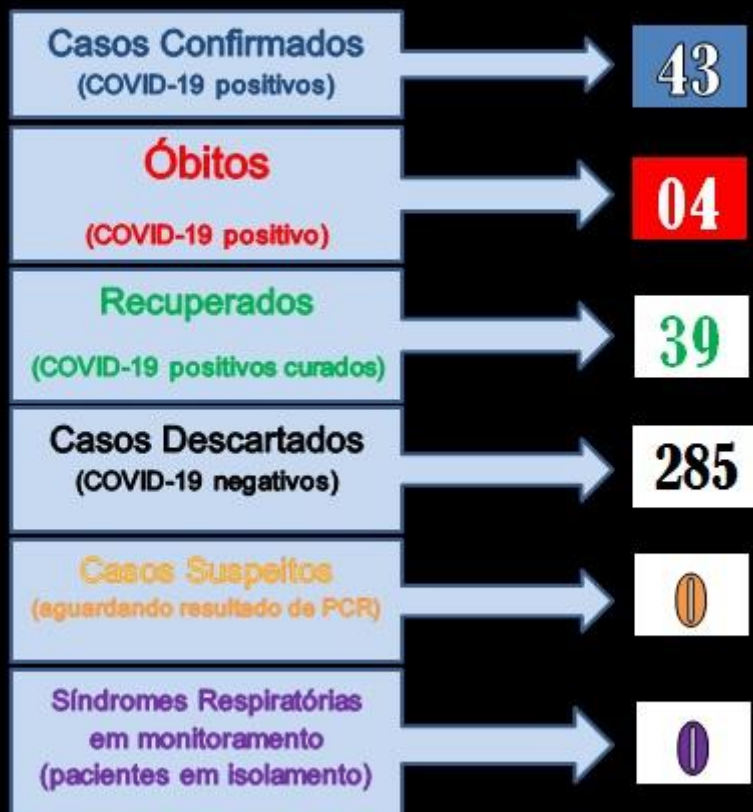 Casos Confirmados
(COVID-19 positivos)
43
Óbitos
(COVID-19 positivo)
04
Recuperados
(COVID-19 positivos curados)
39
Casos Descartados
(COVID-19 negativos)
285
Casos Suspeitos
(aguardando resultado de PCR)
0
Síndromes Respiratórias
em monitoramento
(pacientes em isolamento)
0